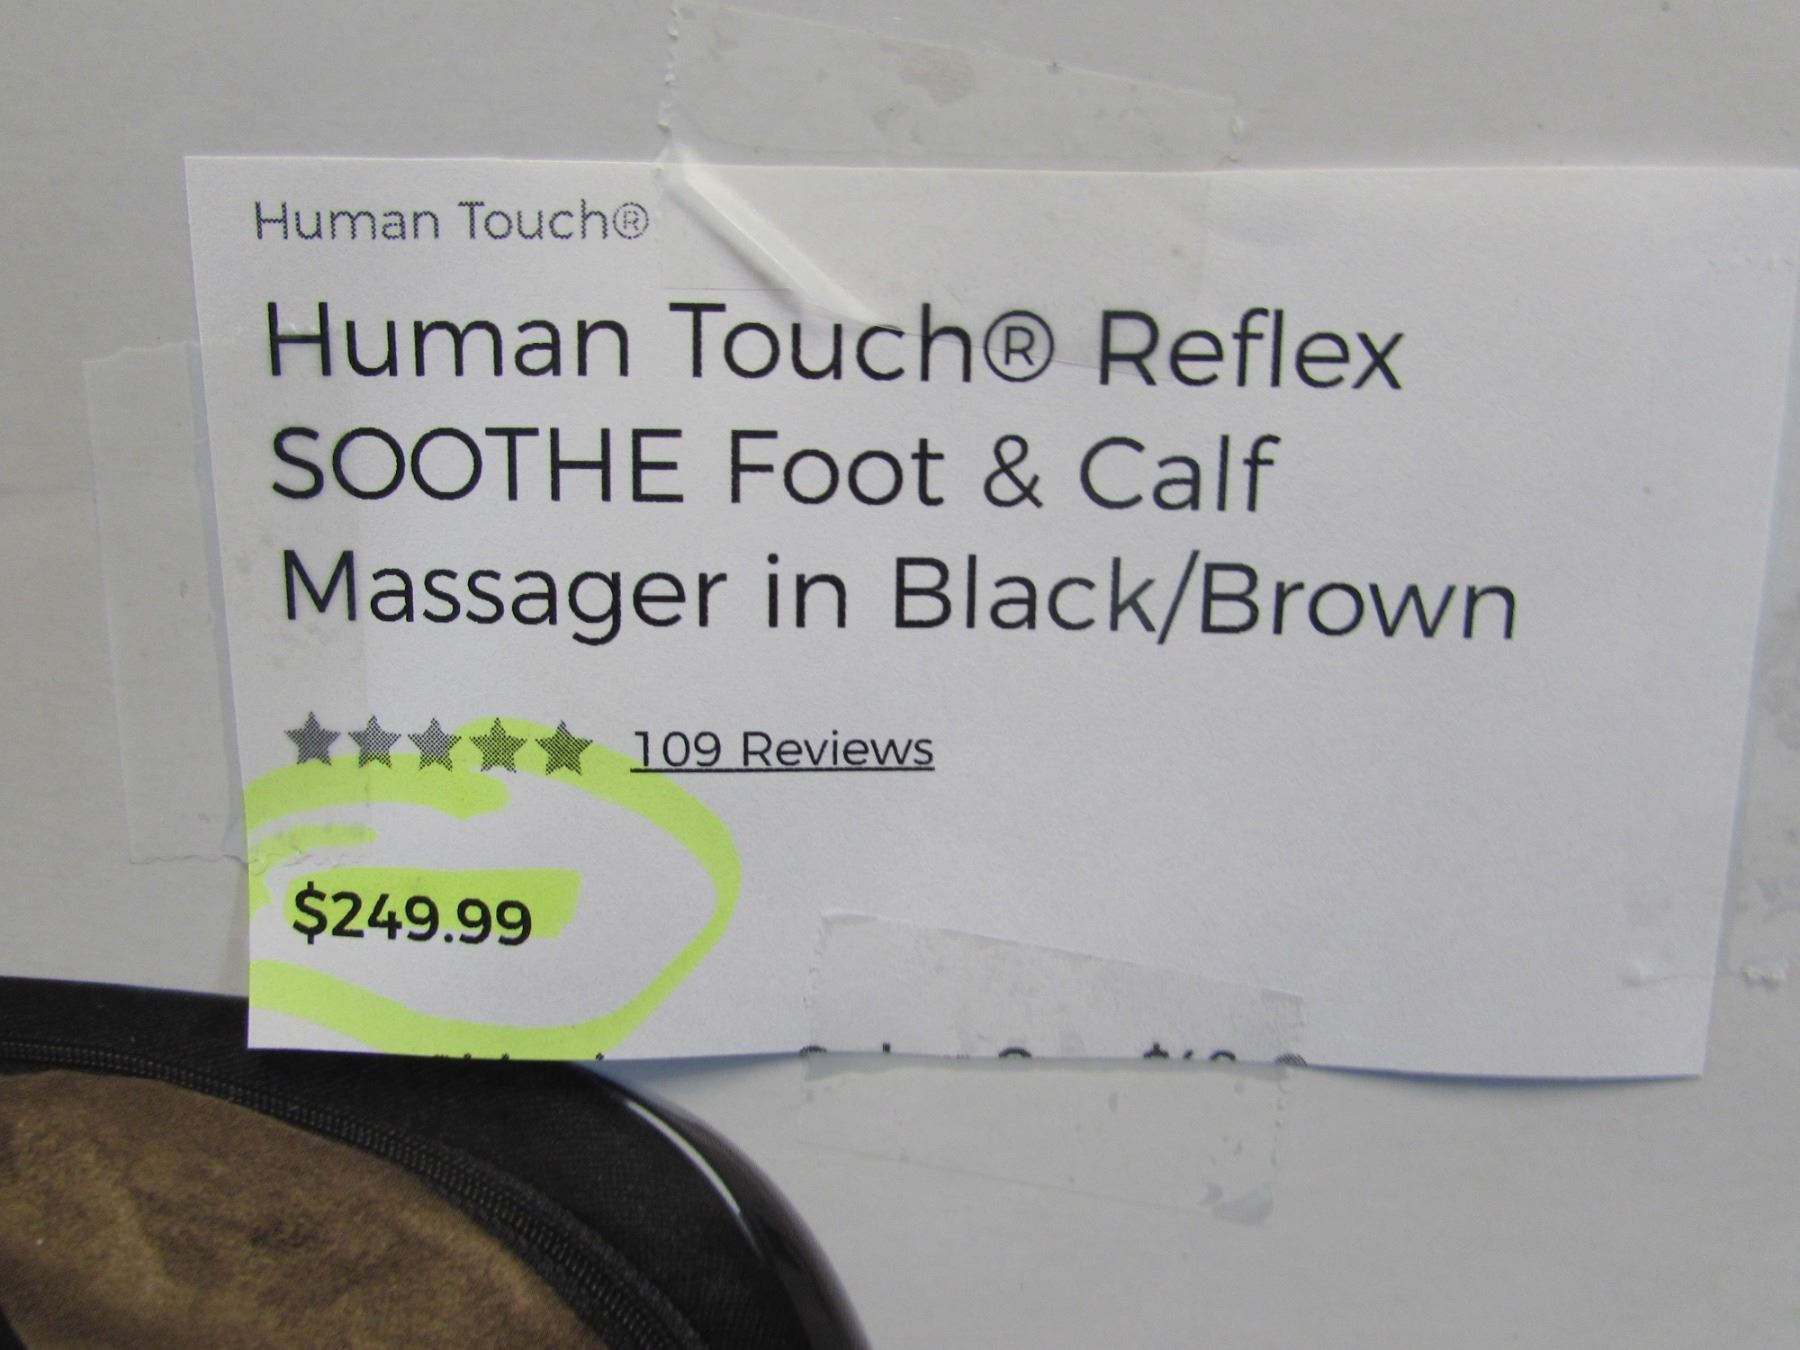 Human Touch®
Human Touch® Reflex
SOOTHE Foot & Calf
Massager in Black/Brown
109 Reviews
$249.99